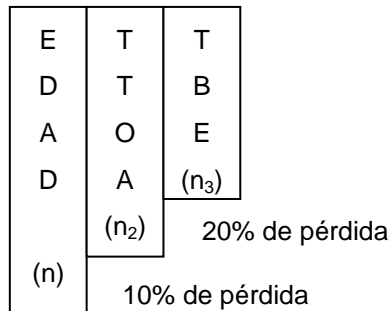 E T T
D T B
A O E
D A (n3)
(n2) 20% de pérdida
(n) 10% de pérdida